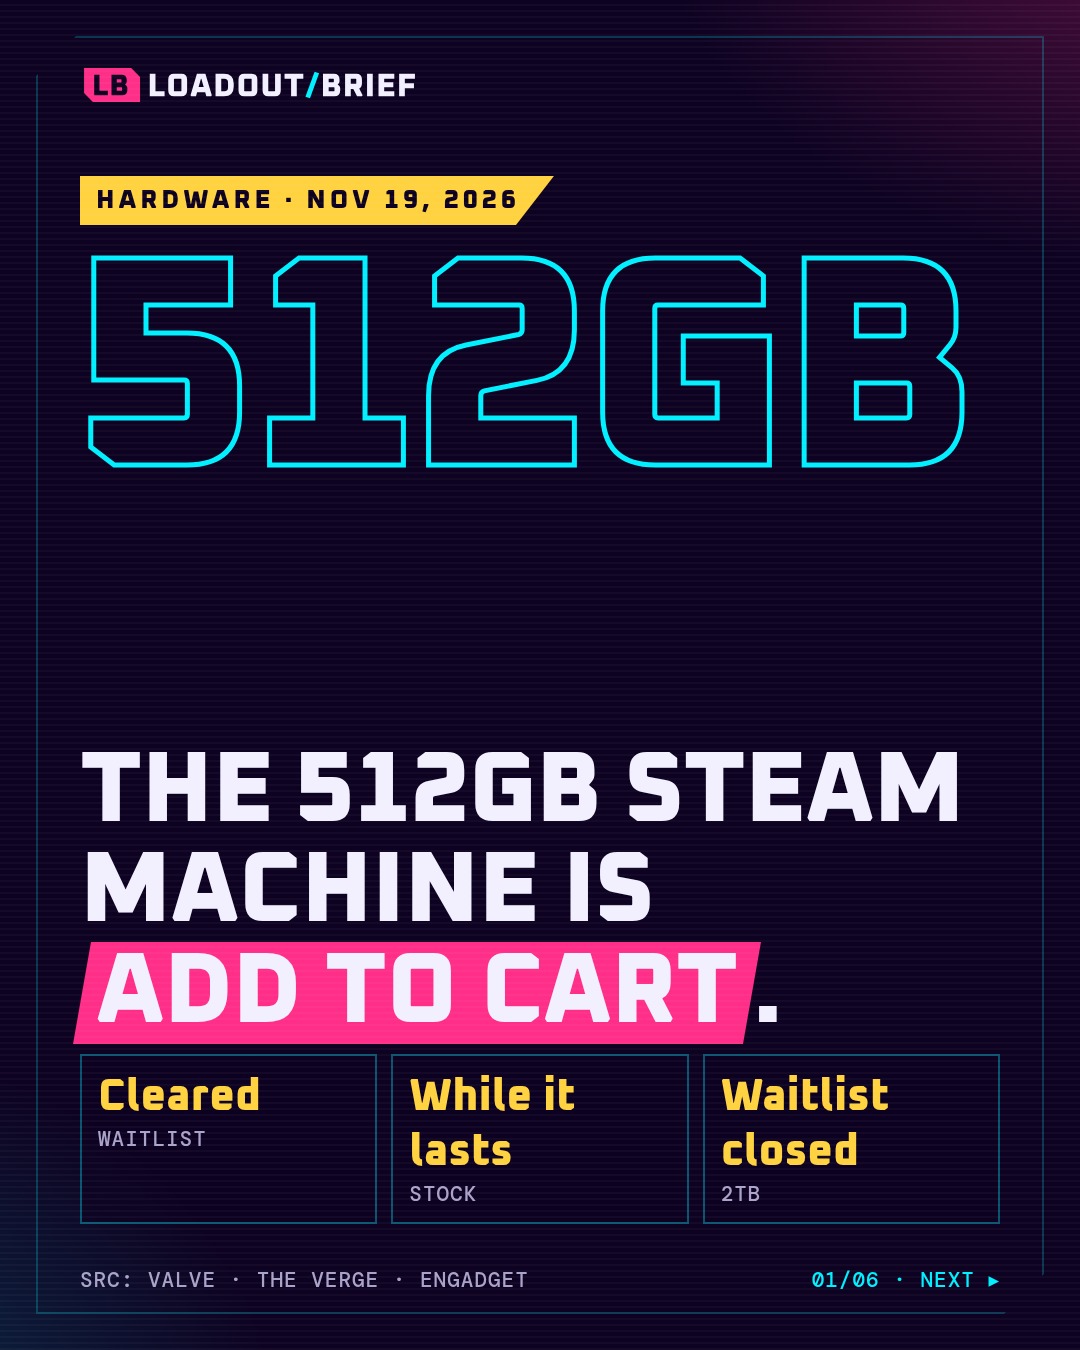 LB LOADOUT/BRIEF
HARDWARE · NOV 19, 2026
512GB
THE 512GB STEAM
MACHINE IS
ADD TO CART.
Cleared
WAITLIST
While it
lasts
STOCK
Waitlist
closed
2TB
SRC: VALVE · THE VERGE · ENGADGET
01/06 · NEXT ▶